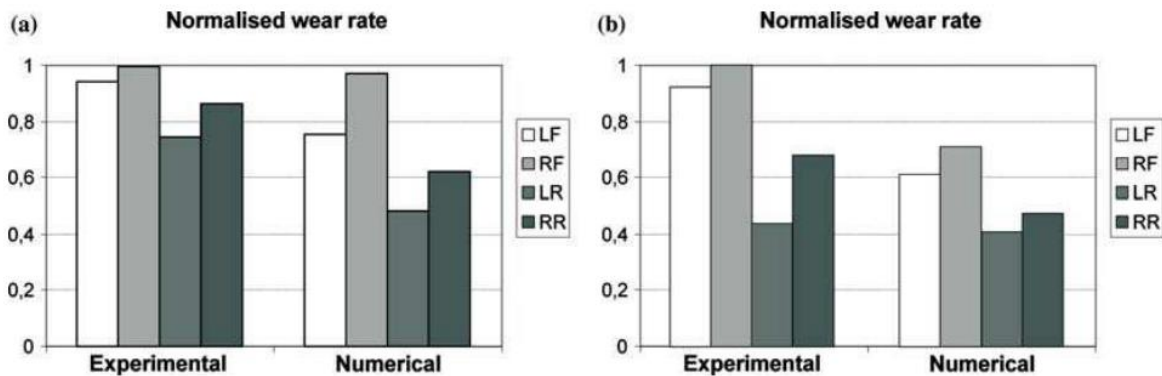 (a)
Normalised wear rate
1
0,8
0,6
0,4
0,2
0
Experimental
Numerical
LF
RF
LR
RR
(b)
Normalised wear rate
1
0,8
0,6
0,4
0,2
0
Experimental
Numerical
LF
RF
LR
RR